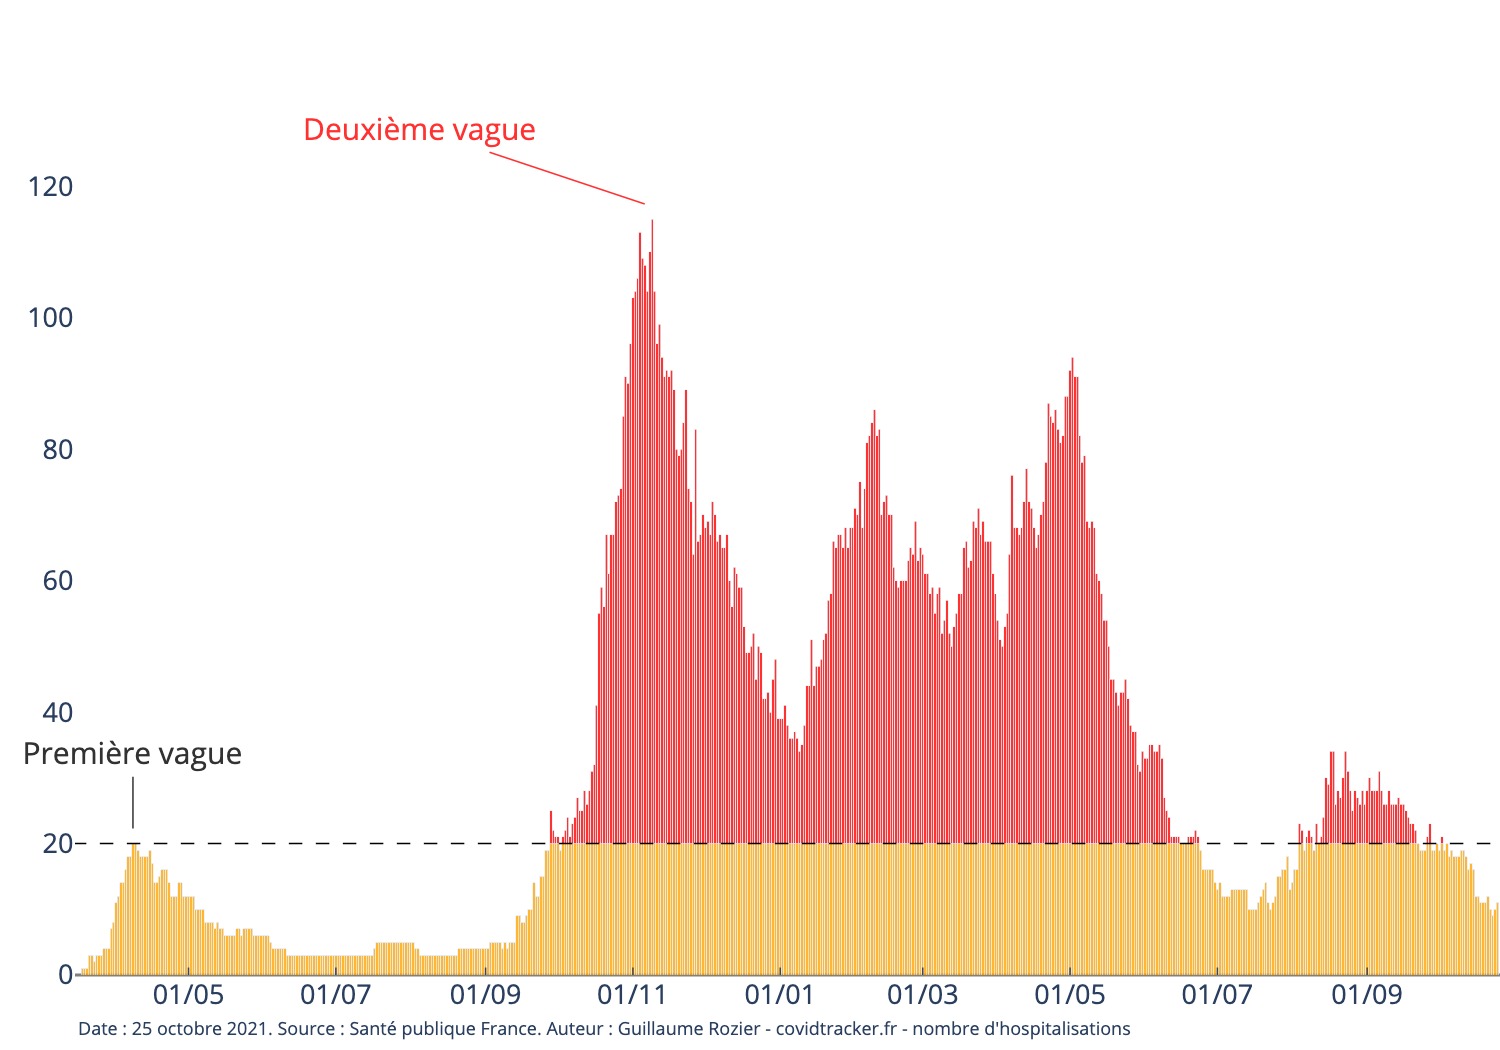 Deuxième vague
120
100
80
60
40
Première vague
20
0
01/05 01/07 01/09 01/11 01/01 01/03 01/05 01/07 01/09
Date : 25 octobre 2021. Source : Santé publique France. Auteur : Guillaume Rozier - covidtracker.fr - nombre d'hospitalisations